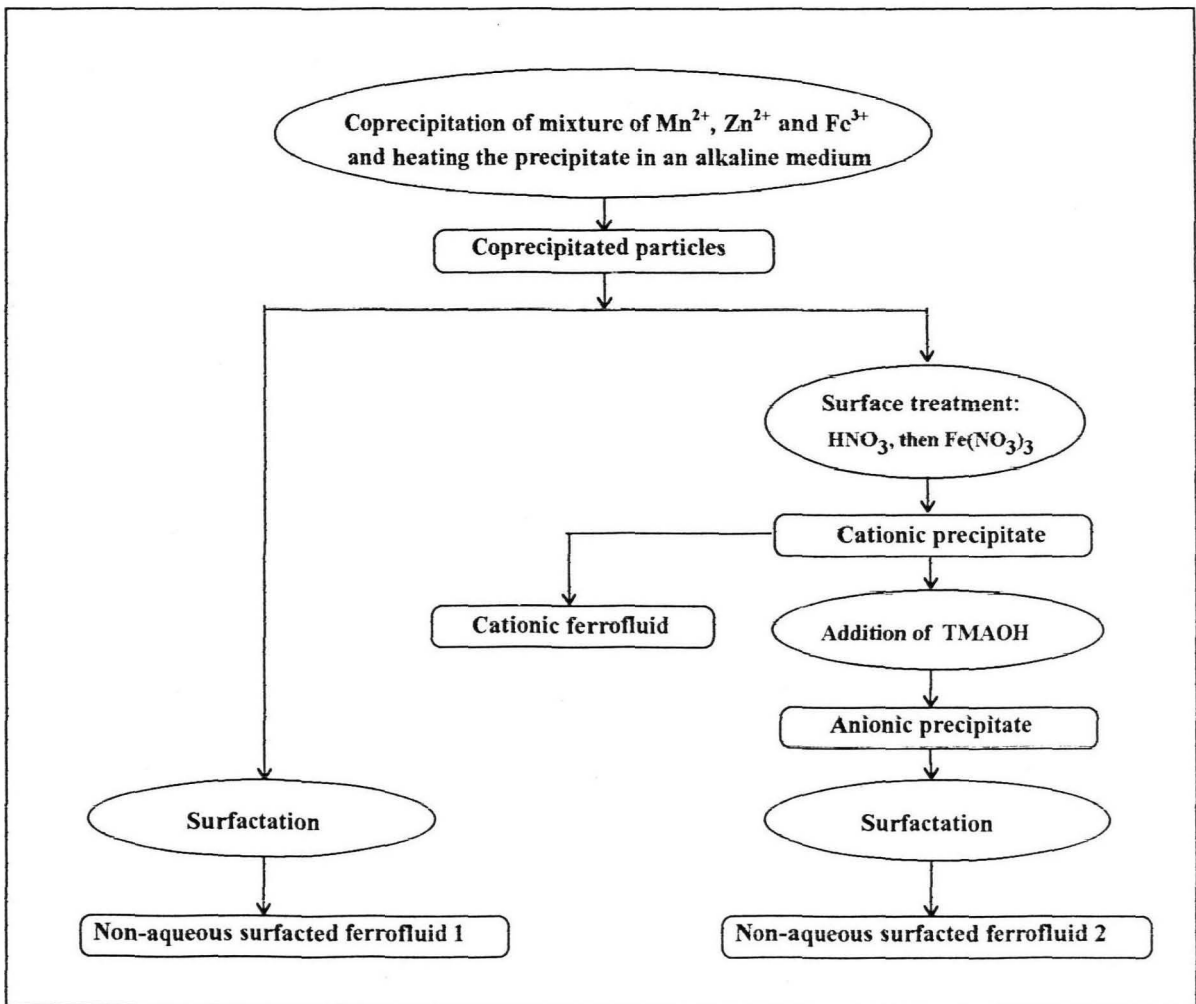 Coprecipitation of mixture of Mn²⁺, Zn²⁺ and Fe³⁺
and heating the precipitate in an alkaline medium
Coprecipitated particles
Surface treatment:
HNO₃, then Fe(NO₃)₃
Cationic precipitate
Cationic ferrofluid
Addition of TMAOH
Anionic precipitate
Surfactation
Surfactation
Non-aqueous surfacted ferrofluid 1
Non-aqueous surfacted ferrofluid 2